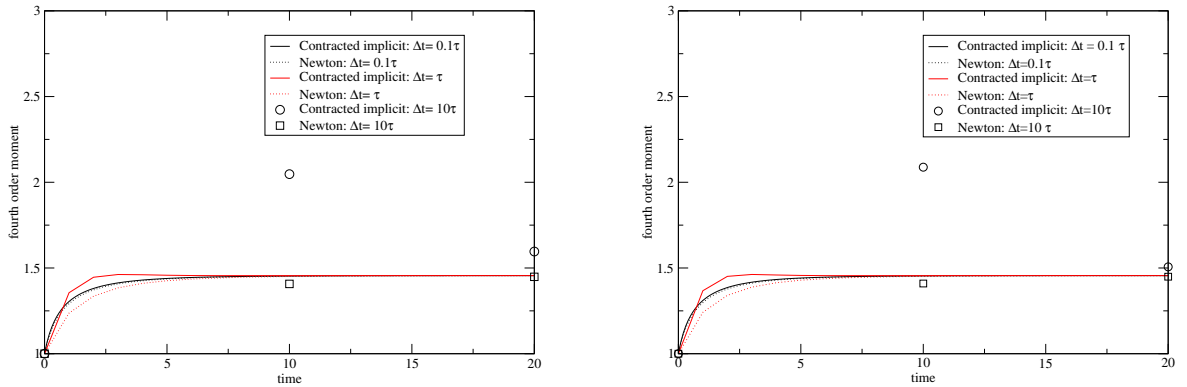 3
2.5
2
1.5
1
fourth order moment
0
5
10
15
20
time
Contracted implicit: Δt= 0.1τ
Newton: Δt= 0.1τ
Contracted implicit: Δt= τ
Newton: Δt= τ
Contracted implicit: Δt= 10τ
Newton: Δt= 10τ
3
2.5
2
1.5
1
fourth order moment
0
5
10
15
20
time
Contracted implicit: Δt = 0.1 τ
Newton: Δt=0.1τ
Contracted implicit: Δt=τ
Newton: Δt=τ
Contracted implicit: Δt=10τ
Newton: Δt=10 τ